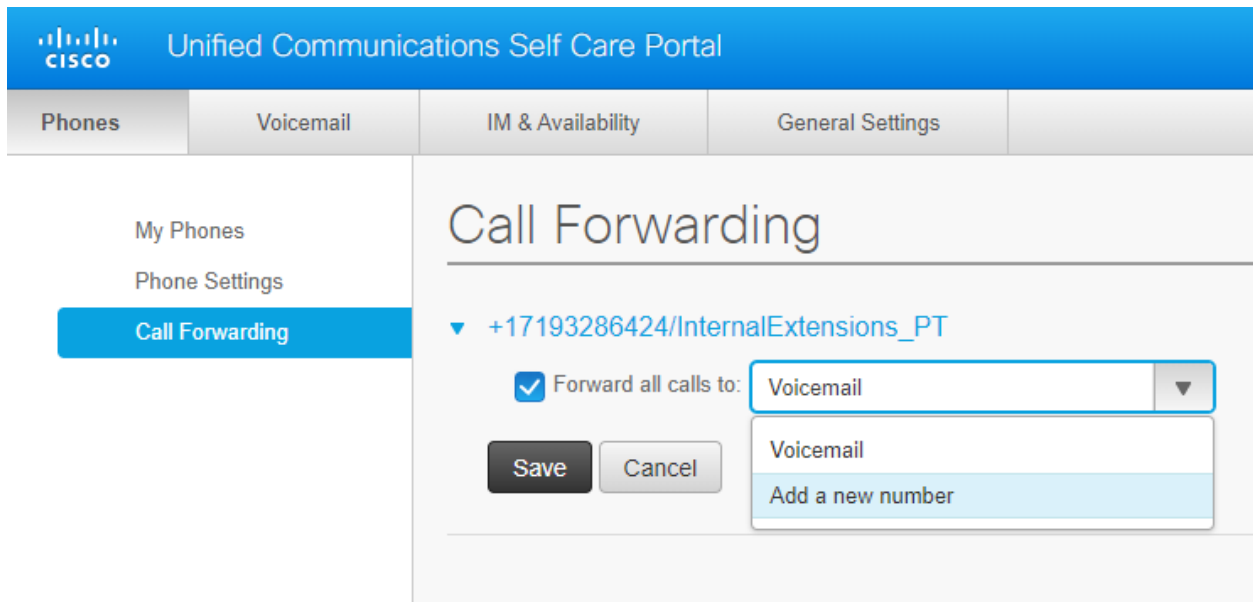 CISCO Unified Communications Self Care Portal
Phones Voicemail IM & Availability General Settings
My Phones
Phone Settings
Call Forwarding
Call Forwarding
+17193286424/InternalExtensions_PT
Forward all calls to: Voicemail
Voicemail
Add a new number
Save Cancel